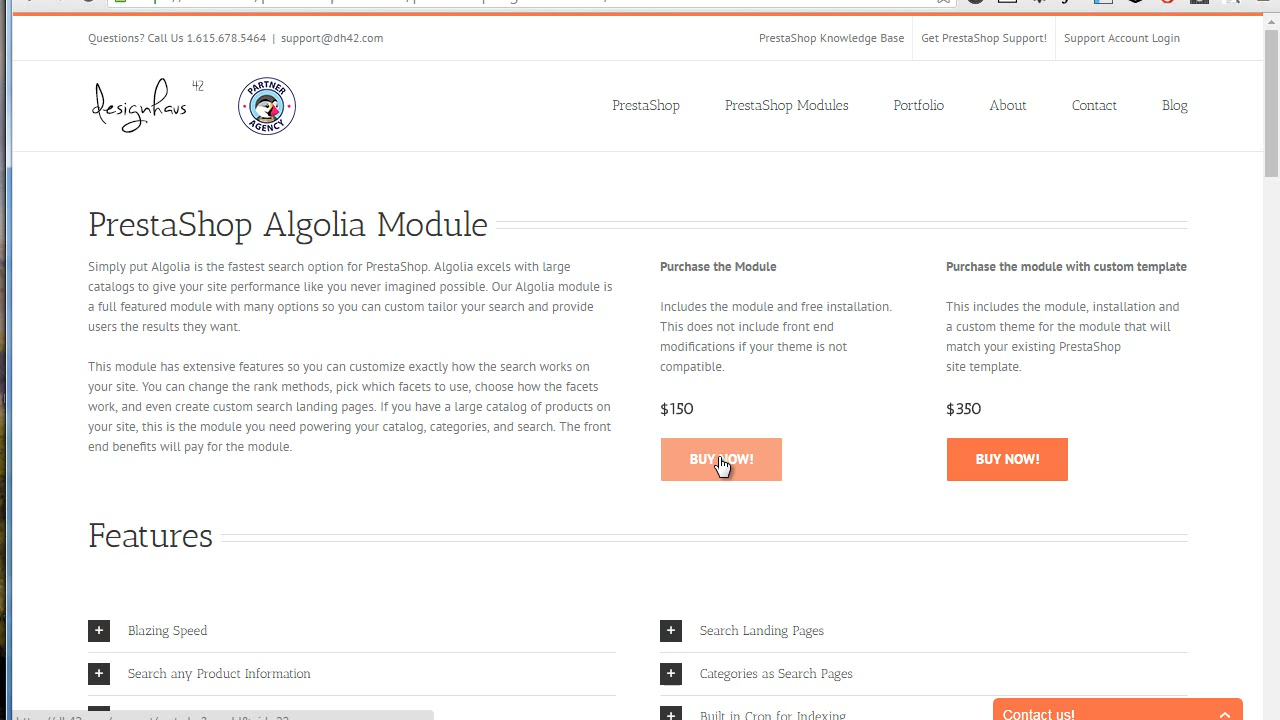 Questions? Call Us 1.615.678.5464 | support@dh42.com
PrestaShop Knowledge Base
Get PrestaShop Support!
Support Account Login
designhaus 42
PARTNER AGENCY
PrestaShop
PrestaShop Modules
Portfolio
About
Contact
Blog
PrestaShop Algolia Module
Simply put Algolia is the fastest search option for PrestaShop. Algolia excels with large
catalogs to give your site performance like you never imagined possible. Our Algolia module is
a full featured module with many options so you can custom tailor your search and provide
users the results they want.
This module has extensive features so you can customize exactly how the search works on
your site. You can change the rank methods, pick which facets to use, choose how the facets
work, and even create custom search landing pages. If you have a large catalog of products on
your site, this is the module you need powering your catalog, categories, and search. The front
end benefits will pay for the module.
Purchase the Module
Includes the module and free installation.
This does not include front end
modifications if your theme is not
compatible.
$150
BUY NOW!
Purchase the module with custom template
This includes the module, installation and
a custom theme for the module that will
match your existing PrestaShop
site template.
$350
BUY NOW!
Features
+ Blazing Speed
+ Search any Product Information
+ Search Landing Pages
+ Categories as Search Pages
Built in Cron for Indexing
Contact us!